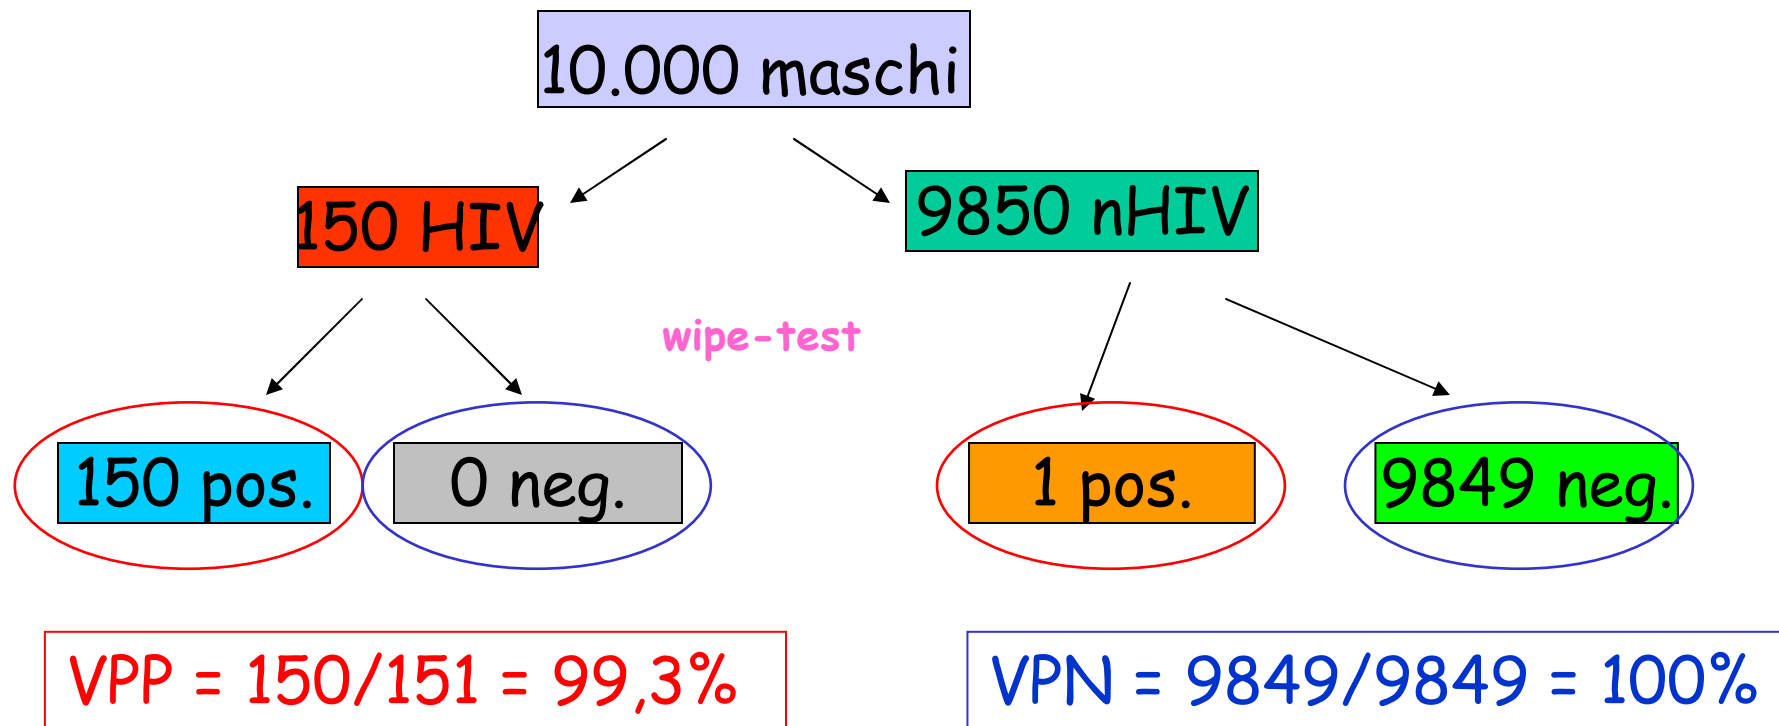 10.000 maschi
150 HIV
9850 nHIV
wipe-test
150 pos.
0 neg.
1 pos.
9849 neg.
VPP = 150/151 = 99,3%
VPN = 9849/9849 = 100%